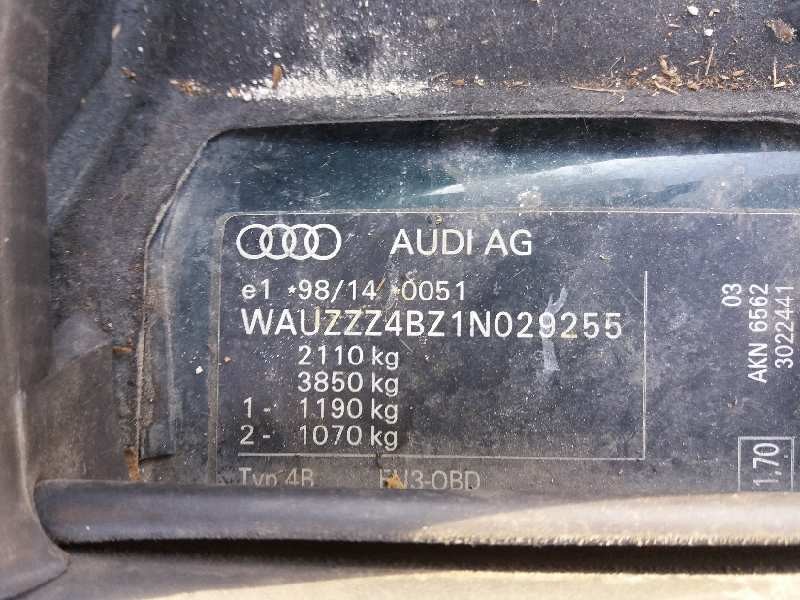 AUDI AG
e1 *98/14 *0051
WAUZZZ4BZ1N029255
2110 kg
3850 kg
1- 1190 kg
2- 1070 kg
Typ 4B EU3-OBD
03
AKN 6562
3022441
1,70